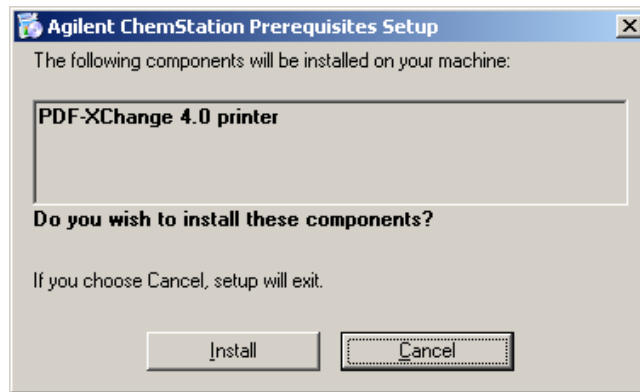 Agilent ChemStation Prerequisites Setup
The following components will be installed on your machine:
PDF-XChange 4.0 printer
Do you wish to install these components?
If you choose Cancel, setup will exit.
Install Cancel